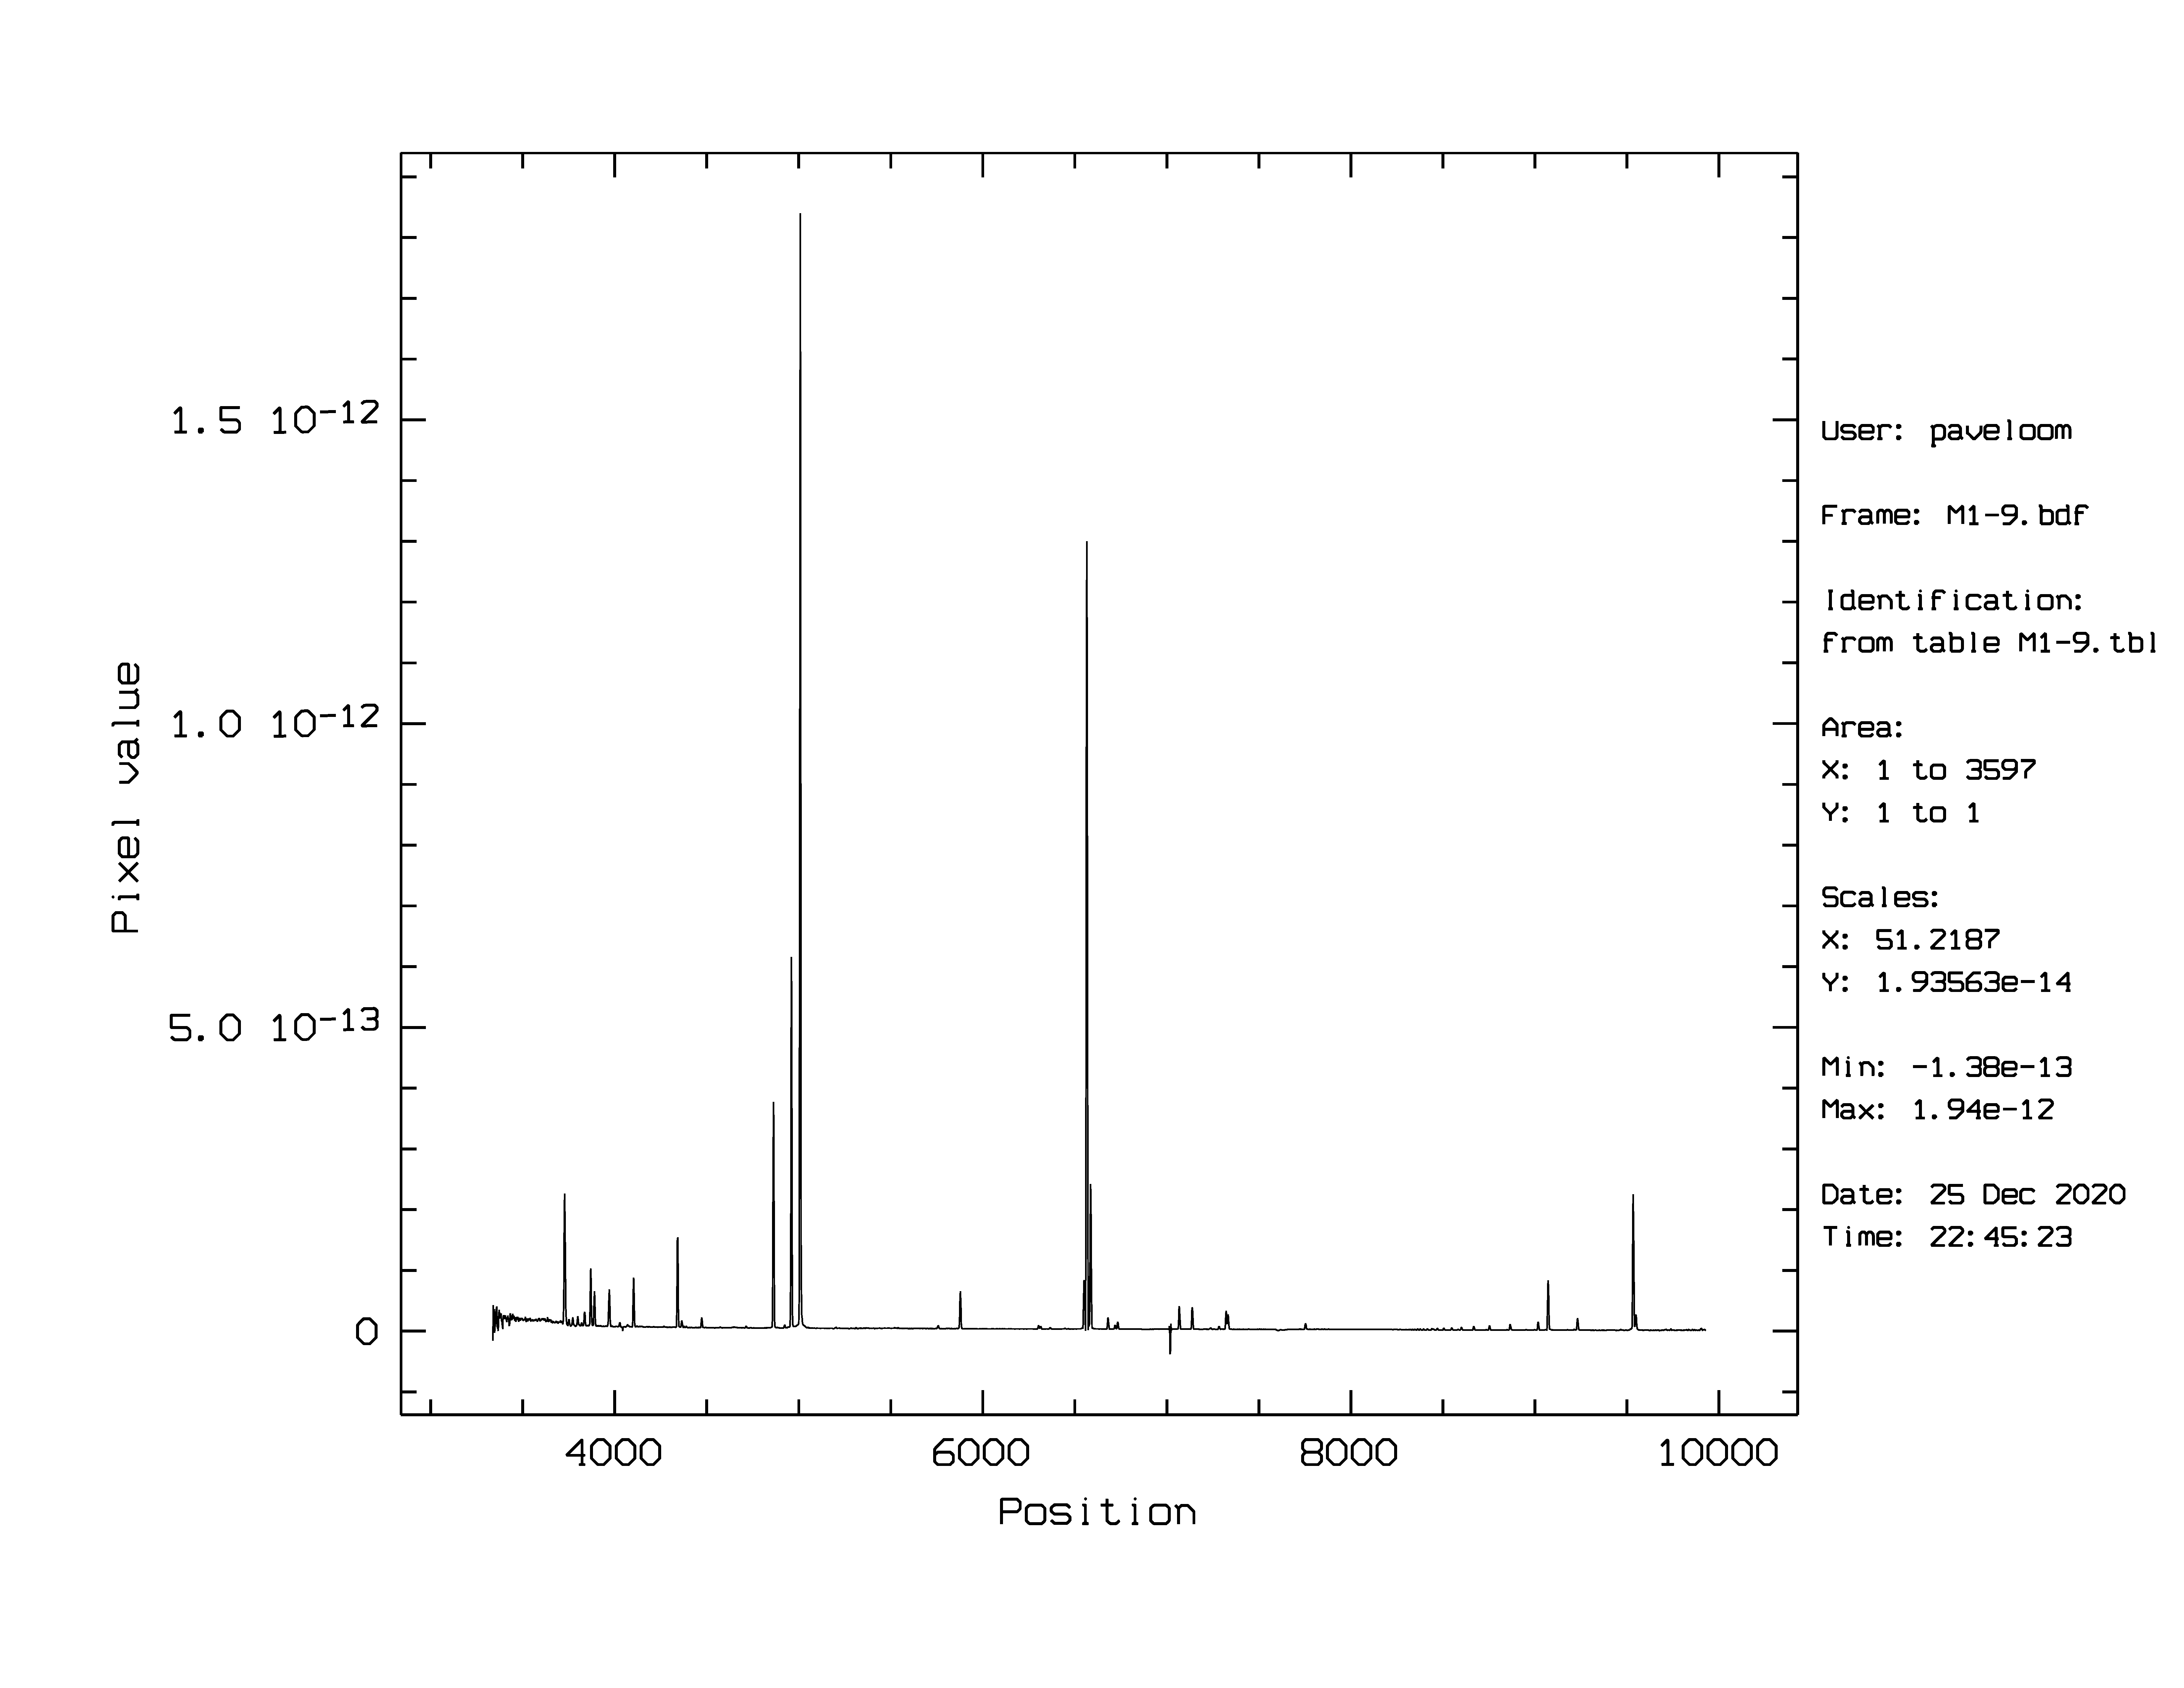 1.5 10-12
1.0 10-12
5.0 10-13
0
Pixel value
4000 6000 8000 10000
Position
User: paveloom
Frame: M1-9.bdf
Identification:
from table M1-9.tbl
Area:
X: 1 to 3597
Y: 1 to 1
Scales:
X: 51.2187
Y: 1.93563e-14
Min: -1.38e-13
Max: 1.94e-12
Date: 25 Dec 2020
Time: 22:45:23